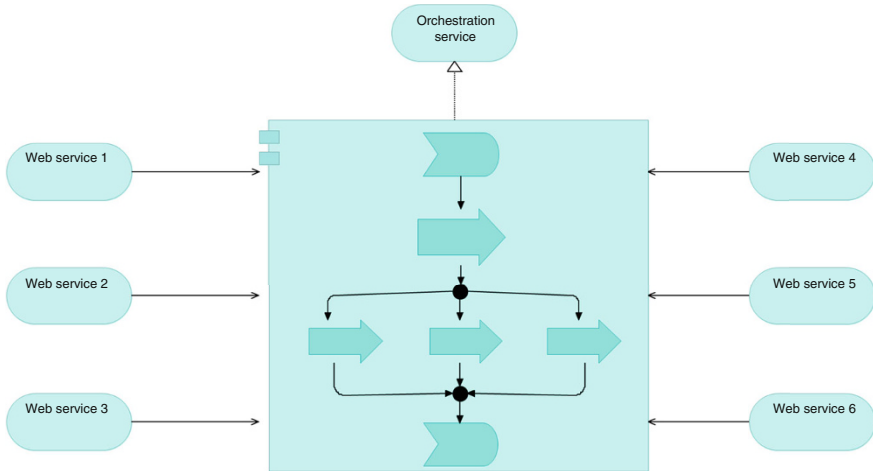 Orchestration
service
Web service 1
Web service 4
Web service 2
Web service 5
Web service 3
Web service 6